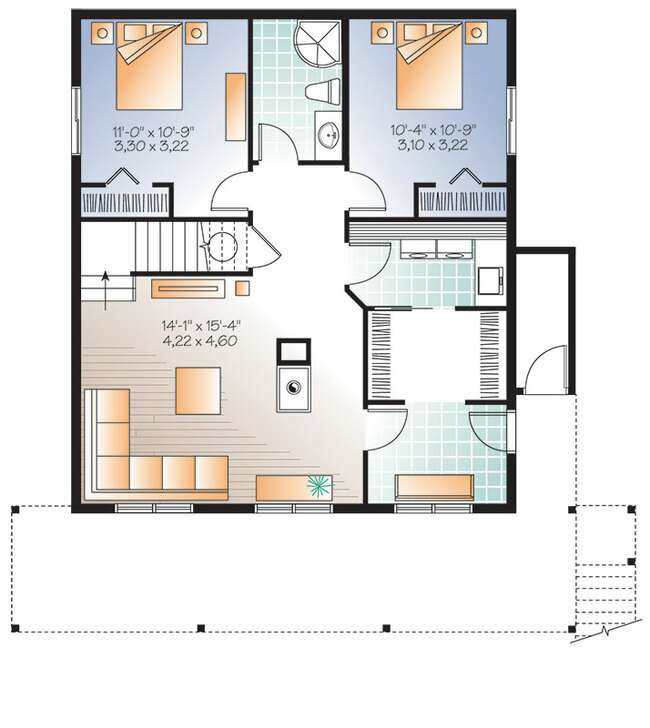 11'-0" x 10'-9"
3,30 x 3,22
10'-4" x 10'-9"
3,10 x 3,22
14'-1" x 15'-4"
4,22 x 4,60